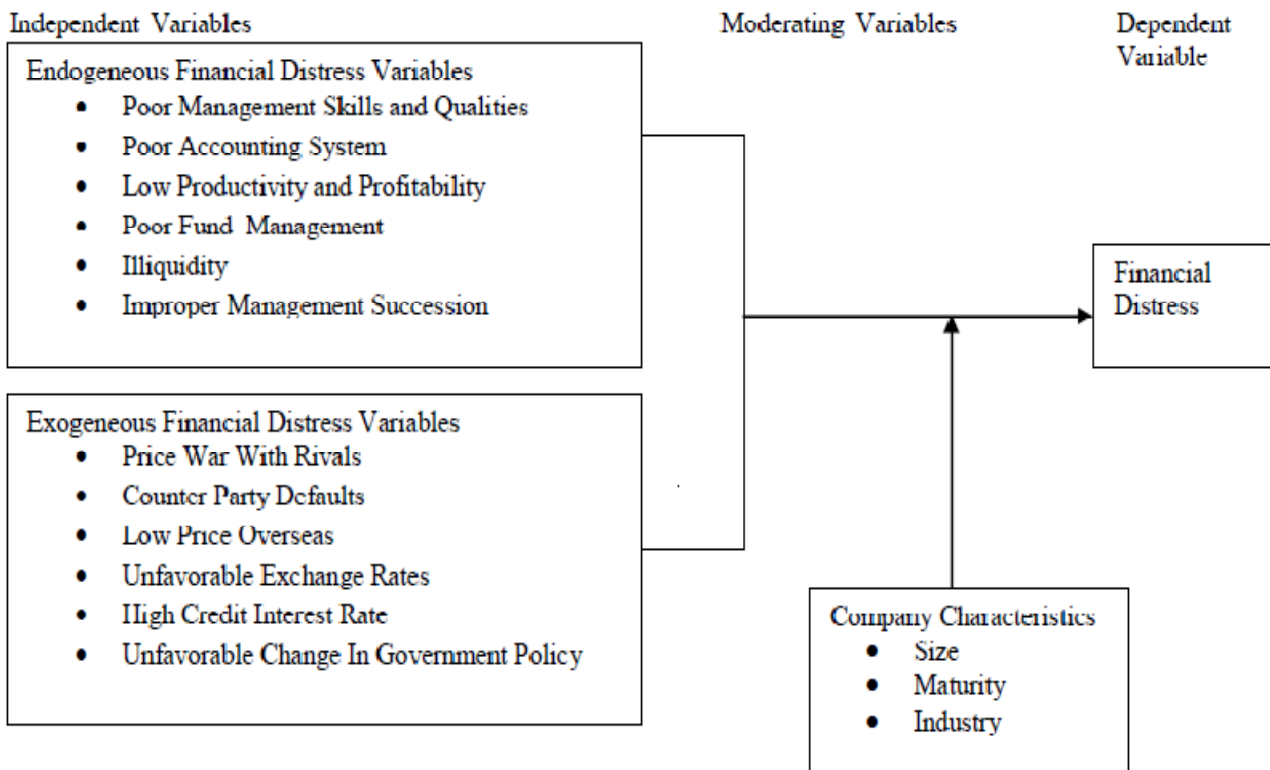 Independent Variables
Moderating Variables
Dependent
Variable
Endogeneous Financial Distress Variables
• Poor Management Skills and Qualities
• Poor Accounting System
• Low Productivity and Profitability
• Poor Fund Management
• Illiquidity
• Improper Management Succession
Financial
Distress
Exogeneous Financial Distress Variables
• Price War With Rivals
• Counter Party Defaults
• Low Price Overseas
• Unfavorable Exchange Rates
• High Credit Interest Rate
• Unfavorable Change In Government Policy
Company Characteristics
• Size
• Maturity
• Industry